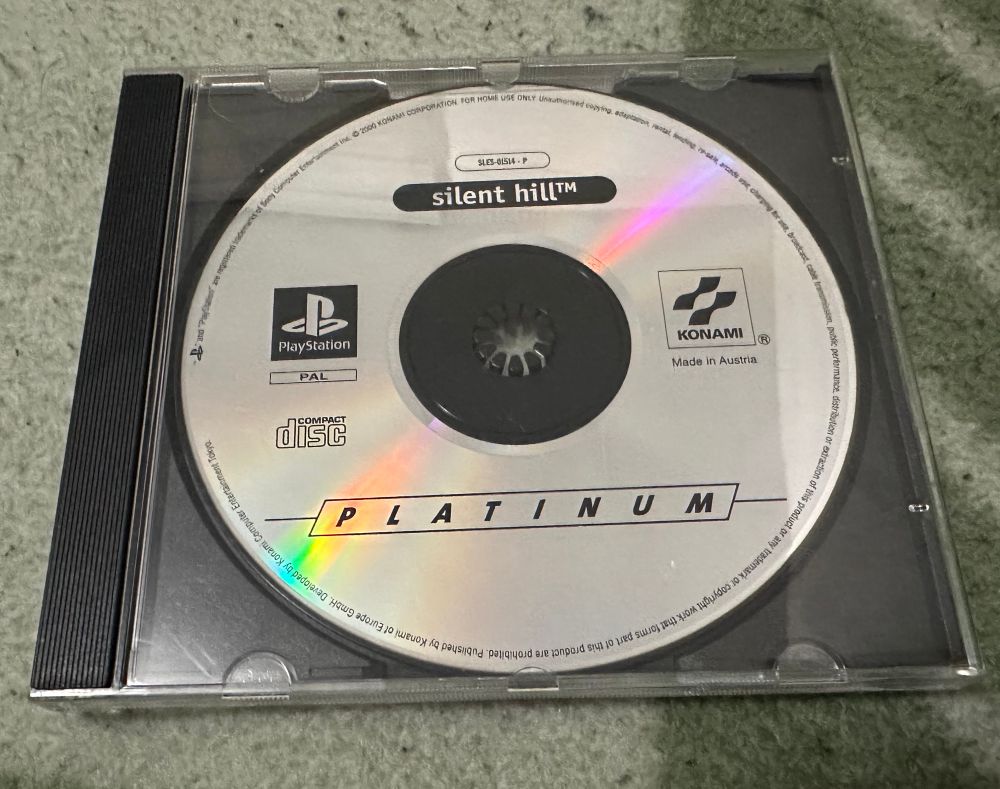 SLES-01514 - P
silent hill™
PlayStation
PAL
COMPACT
disc
KONAMI ®
Made in Austria
PLATINUM
and "PlayStation" are registered trademarks of Sony Computer Entertainment Inc. © 2000 KONAMI CORPORATION. FOR HOME USE ONLY. Unauthorised copying, adaptation, rental, lending, re-sale, arcade use, charging for use, broadcast, cable transmission, public performance, distribution or extraction of this product or any trademark or copyright work that forms part of this product are prohibited. Published by Konami of Europe GmbH. Developed by Konami Computer Entertainment Tokyo.